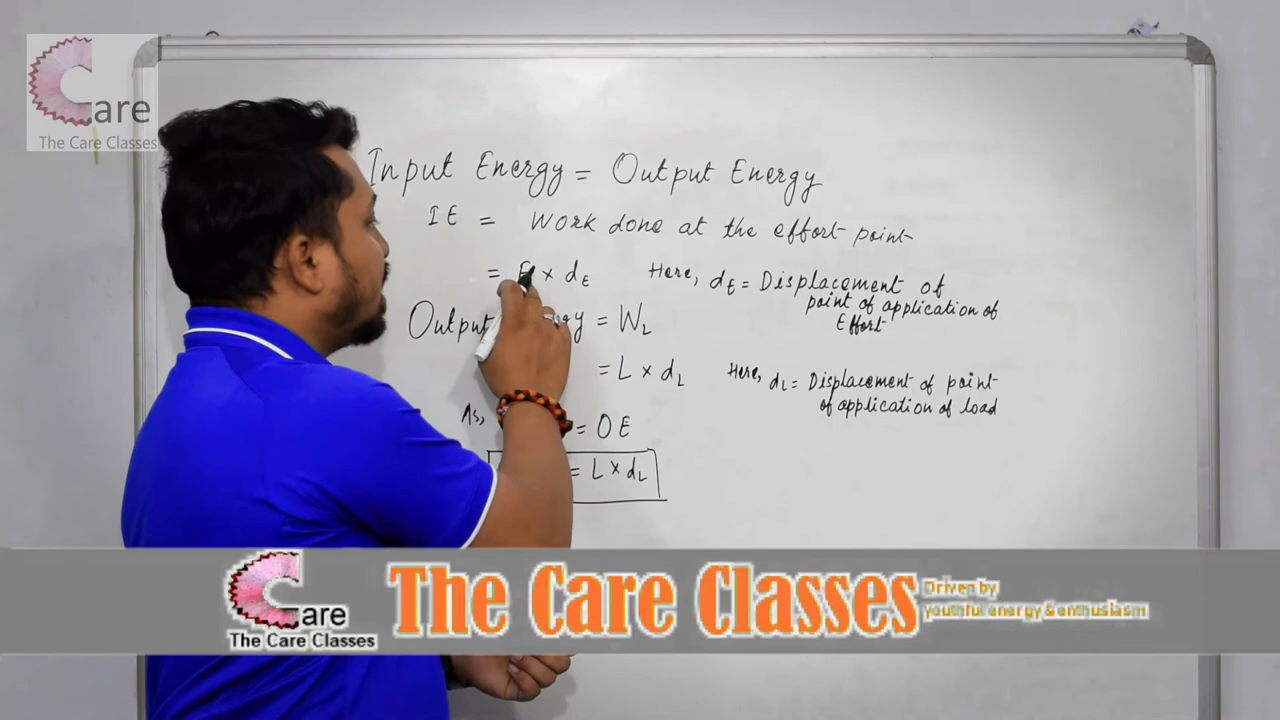 Care
The Care Classes
Input Energy = Output Energy
IE = Work done at the effort point
= E × dE Here, dE = Displacement of
point of application of
Effort
Output = WL
= L × dL Here, dL = Displacement of point
of application of load
As, = OE
= L × dL
Care
The Care Classes
The Care Classes
Driven by
youthful energy & enthusiasm